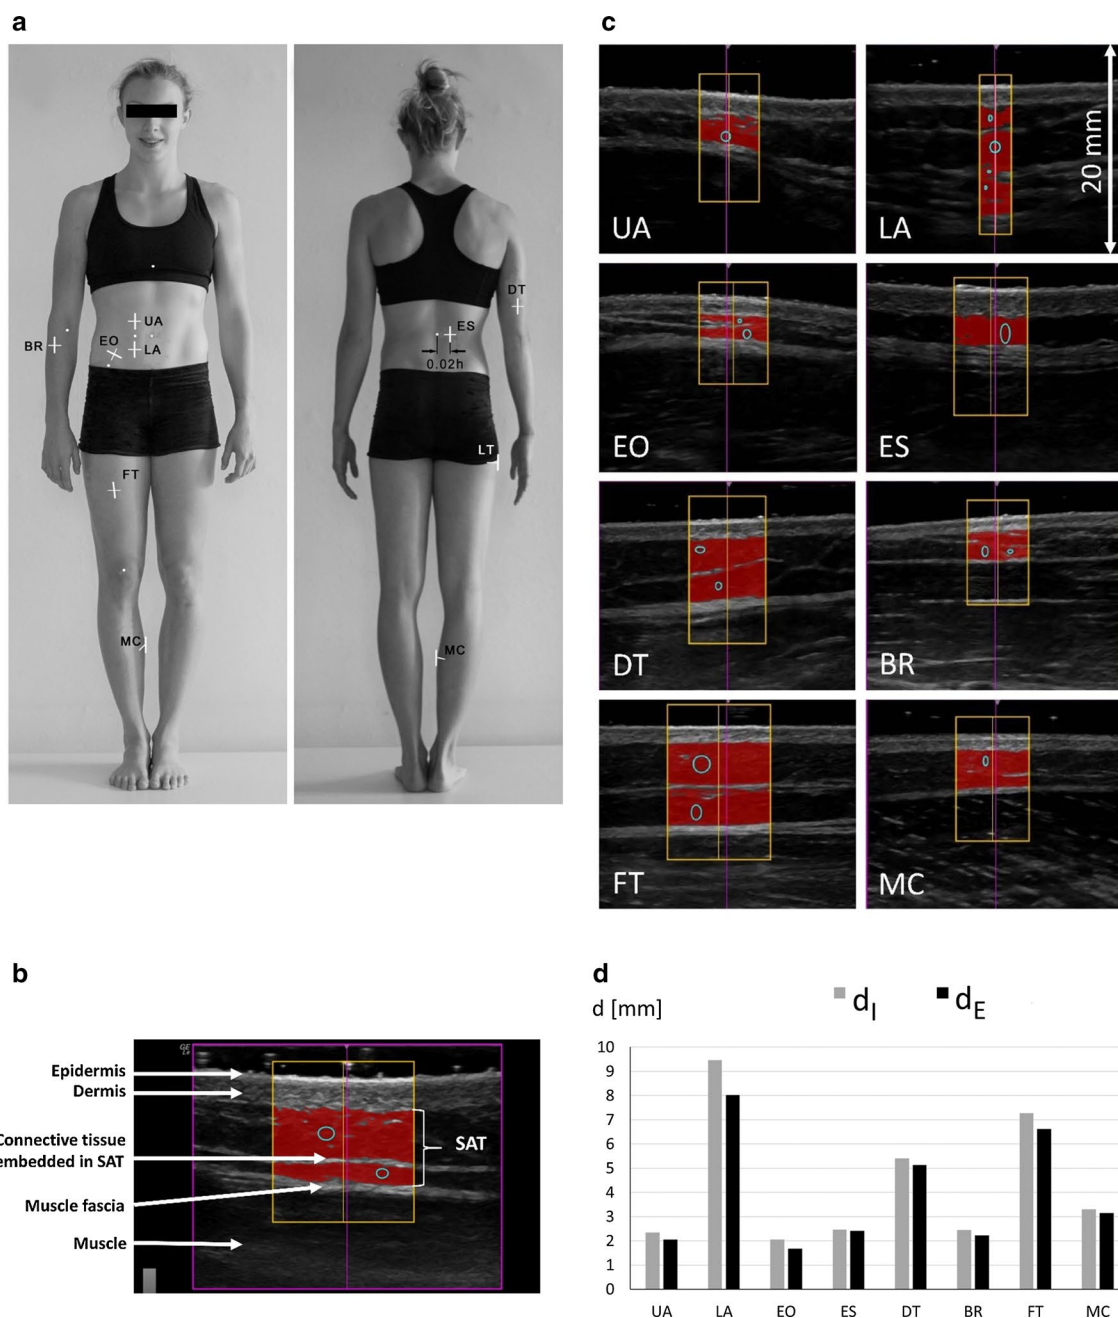 a
UA
EO
LA
BR
FT
MC
DT
ES
0.02h
LT
MC
c
UA
LA
20 mm
EO
ES
DT
BR
FT
MC
b
Epidermis
Dermis
Connective tissue
embedded in SAT
Muscle fascia
Muscle
SAT
GE
d
d [mm]
dI
dE
10
9
8
7
6
5
4
3
2
1
0
UA LA EO ES DT BR FT MC